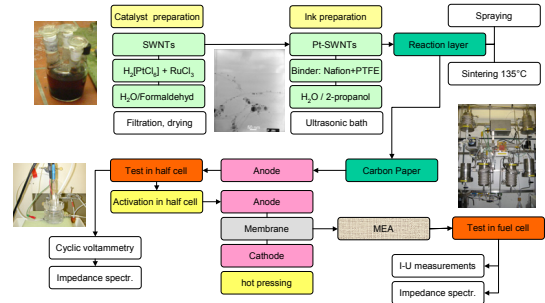 Catalyst preparation
SWNTs
H₂[PtCl₆] + RuCl₃
H₂O/Formaldehyd
Filtration, drying
Ink preparation
Pt-SWNTs
Binder: Nafion+PTFE
H₂O / 2-propanol
Ultrasonic bath
Reaction layer
Spraying
Sintering 135°C
Test in half cell
Anode
Carbon Paper
Activation in half cell
Anode
Membrane
MEA
Test in fuel cell
Cathode
hot pressing
Cyclic voltammetry
Impedance spectr.
I-U measurements
Impedance spectr.